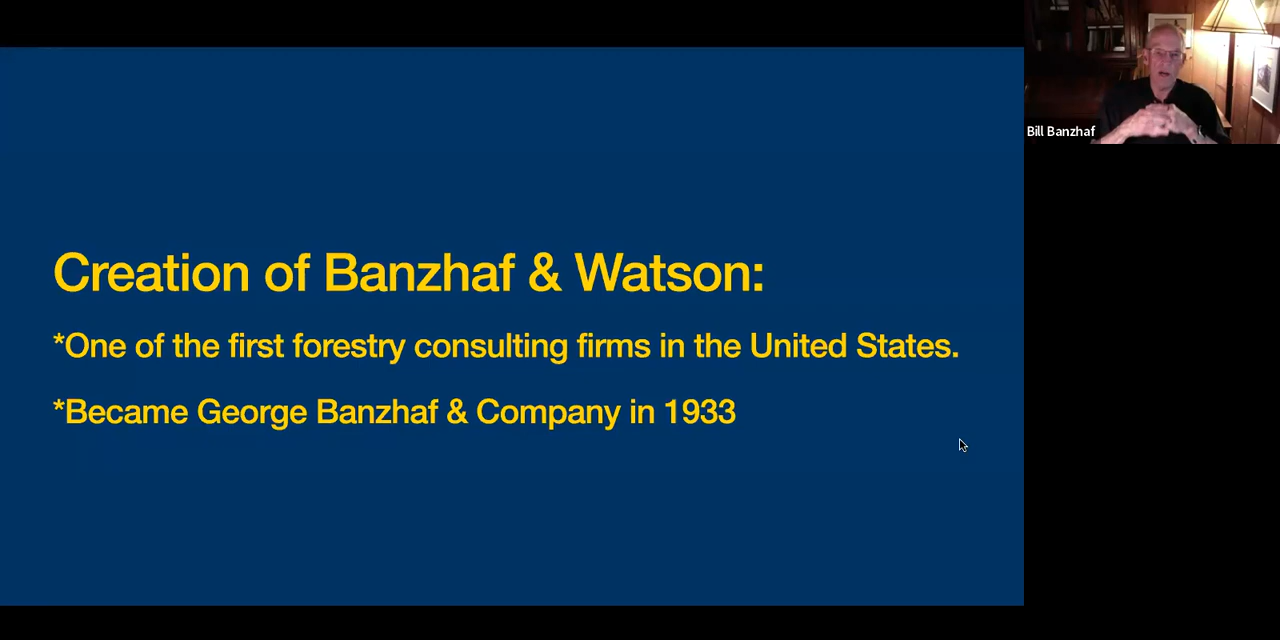 Creation of Banzhaf & Watson:
*One of the first forestry consulting firms in the United States.
*Became George Banzhaf & Company in 1933
Bill Banzhaf